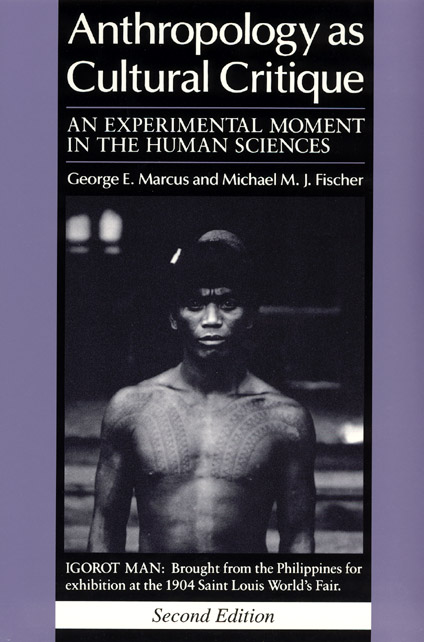 Anthropology as
Cultural Critique
AN EXPERIMENTAL MOMENT
IN THE HUMAN SCIENCES
George E. Marcus and Michael M. J. Fischer
IGOROT MAN: Brought from the Philippines for
exhibition at the 1904 Saint Louis World's Fair.
Second Edition